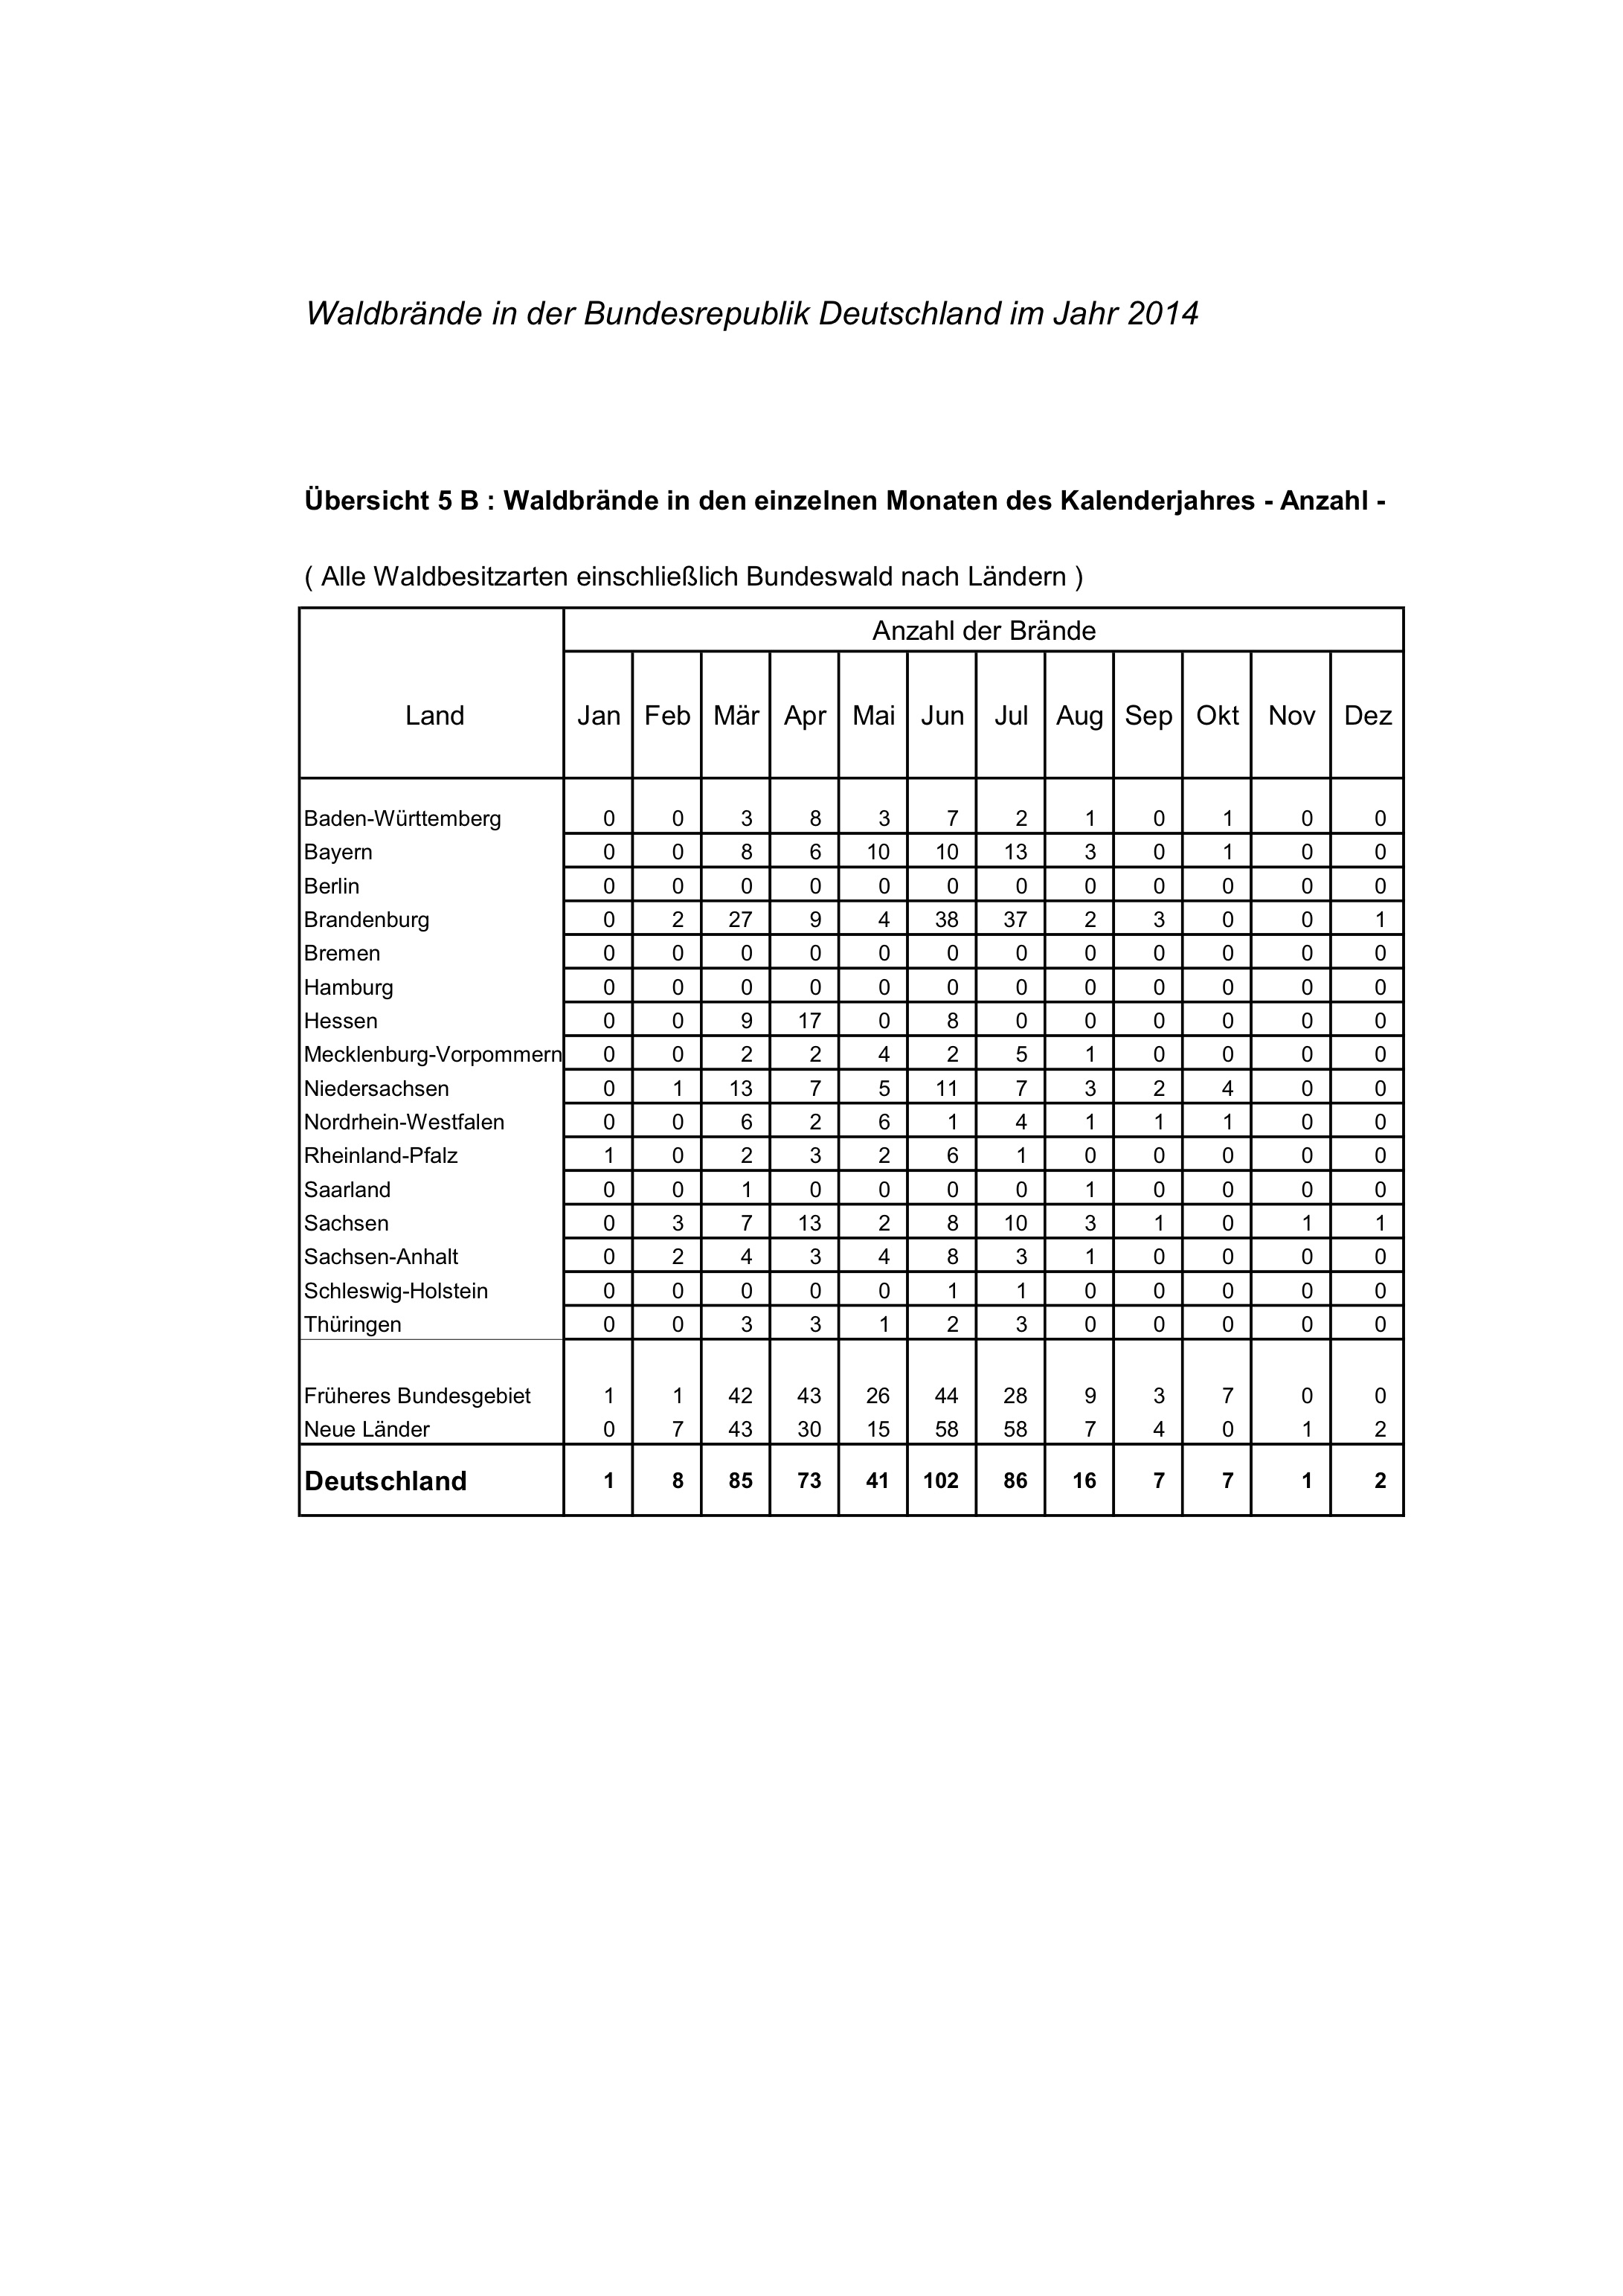 Waldbrände in der Bundesrepublik Deutschland im Jahr 2014
Übersicht 5 B : Waldbrände in den einzelnen Monaten des Kalenderjahres - Anzahl -
( Alle Waldbesitzarten einschließlich Bundeswald nach Ländern )
Anzahl der Brände
Land Jan Feb Mär Apr Mai Jun Jul Aug Sep Okt Nov Dez
Baden-Württemberg 0 0 3 8 3 7 2 1 0 1 0 0
Bayern 0 0 8 6 10 10 13 3 0 1 0 0
Berlin 0 0 0 0 0 0 0 0 0 0 0 0
Brandenburg 0 2 27 9 4 38 37 2 3 0 0 1
Bremen 0 0 0 0 0 0 0 0 0 0 0 0
Hamburg 0 0 0 0 0 0 0 0 0 0 0 0
Hessen 0 0 9 17 0 8 0 0 0 0 0 0
Mecklenburg-Vorpommern 0 0 2 2 4 2 5 1 0 0 0 0
Niedersachsen 0 1 13 7 5 11 7 3 2 4 0 0
Nordrhein-Westfalen 0 0 6 2 6 1 4 1 1 1 0 0
Rheinland-Pfalz 1 0 2 3 2 6 1 0 0 0 0 0
Saarland 0 0 1 0 0 0 0 1 0 0 0 0
Sachsen 0 3 7 13 2 8 10 3 1 0 1 1
Sachsen-Anhalt 0 2 4 3 4 8 3 1 0 0 0 0
Schleswig-Holstein 0 0 0 0 0 1 1 0 0 0 0 0
Thüringen 0 0 3 3 1 2 3 0 0 0 0 0
Früheres Bundesgebiet 1 1 42 43 26 44 28 9 3 7 0 0
Neue Länder 0 7 43 30 15 58 58 7 4 0 1 2
Deutschland 1 8 85 73 41 102 86 16 7 7 1 2